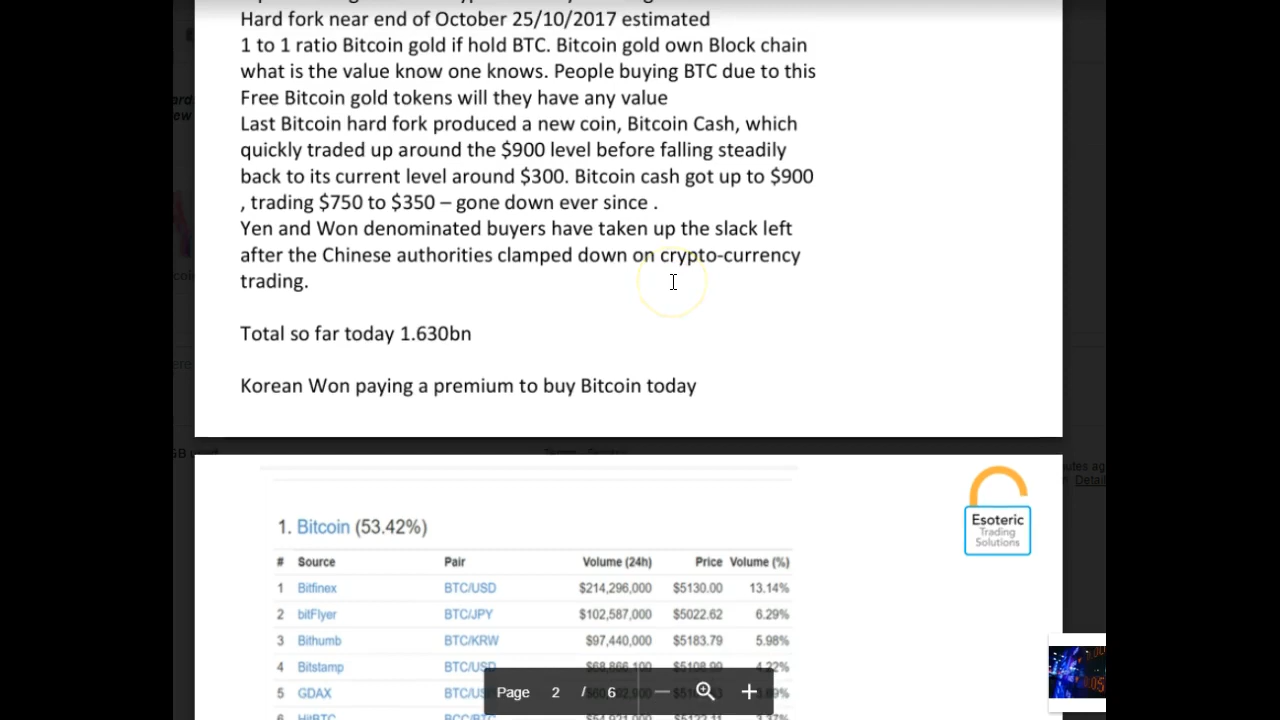 Hard fork near end of October 25/10/2017 estimated
1 to 1 ratio Bitcoin gold if hold BTC. Bitcoin gold own Block chain
what is the value know one knows. People buying BTC due to this
Free Bitcoin gold tokens will they have any value
Last Bitcoin hard fork produced a new coin, Bitcoin Cash, which
quickly traded up around the $900 level before falling steadily
back to its current level around $300. Bitcoin cash got up to $900
, trading $750 to $350 – gone down ever since .
Yen and Won denominated buyers have taken up the slack left
after the Chinese authorities clamped down on crypto-currency
trading.
Total so far today 1.630bn
Korean Won paying a premium to buy Bitcoin today
Esoteric
Trading
Solutions
1. Bitcoin (53.42%)
# Source Pair Volume (24h) Price Volume (%)
1 Bitfinex BTC/USD $214,296,000 $5130.00 13.14%
2 bitFlyer BTC/JPY $102,587,000 $5022.62 6.29%
3 Bithumb BTC/KRW $97,440,000 $5183.79 5.98%
4 Bitstamp BTC/USD 4.22%
5 GDAX
6 HitBTC
Page 2 / 6